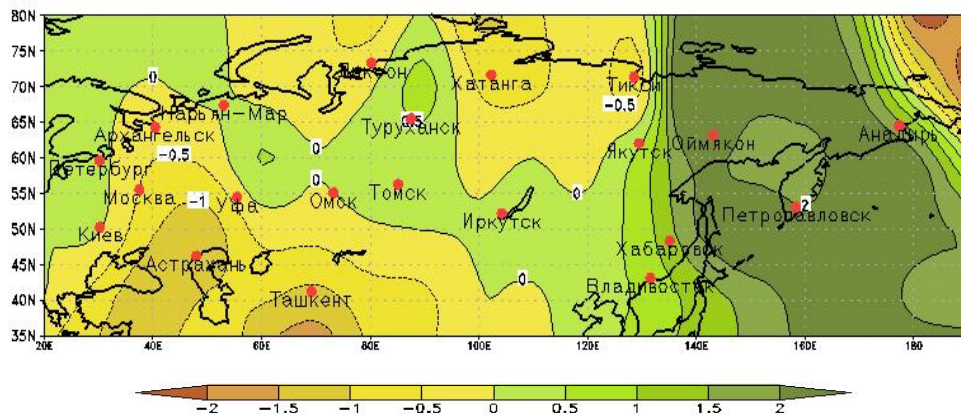 80N
75N
70N
65N
60N
55N
50N
45N
40N
35N
20E 40E 60E 80E 100E 120E 140E 160E 180
Диксон
Хатанга
Тикси
Нарьян-Мар
Архангельск
Туруханск
Петербург
Якутск
Оймякон
Анадырь
Москва
Уфа
Омск
Томск
Иркутск
Петропавловск
Киев
Хабаровск
Астрахань
Владивосток
Ташкент
0
0
0
0
0
0.5
-0.5
-0.5
-1
2
-2 -1.5 -1 -0.5 0 0.5 1 1.5 2